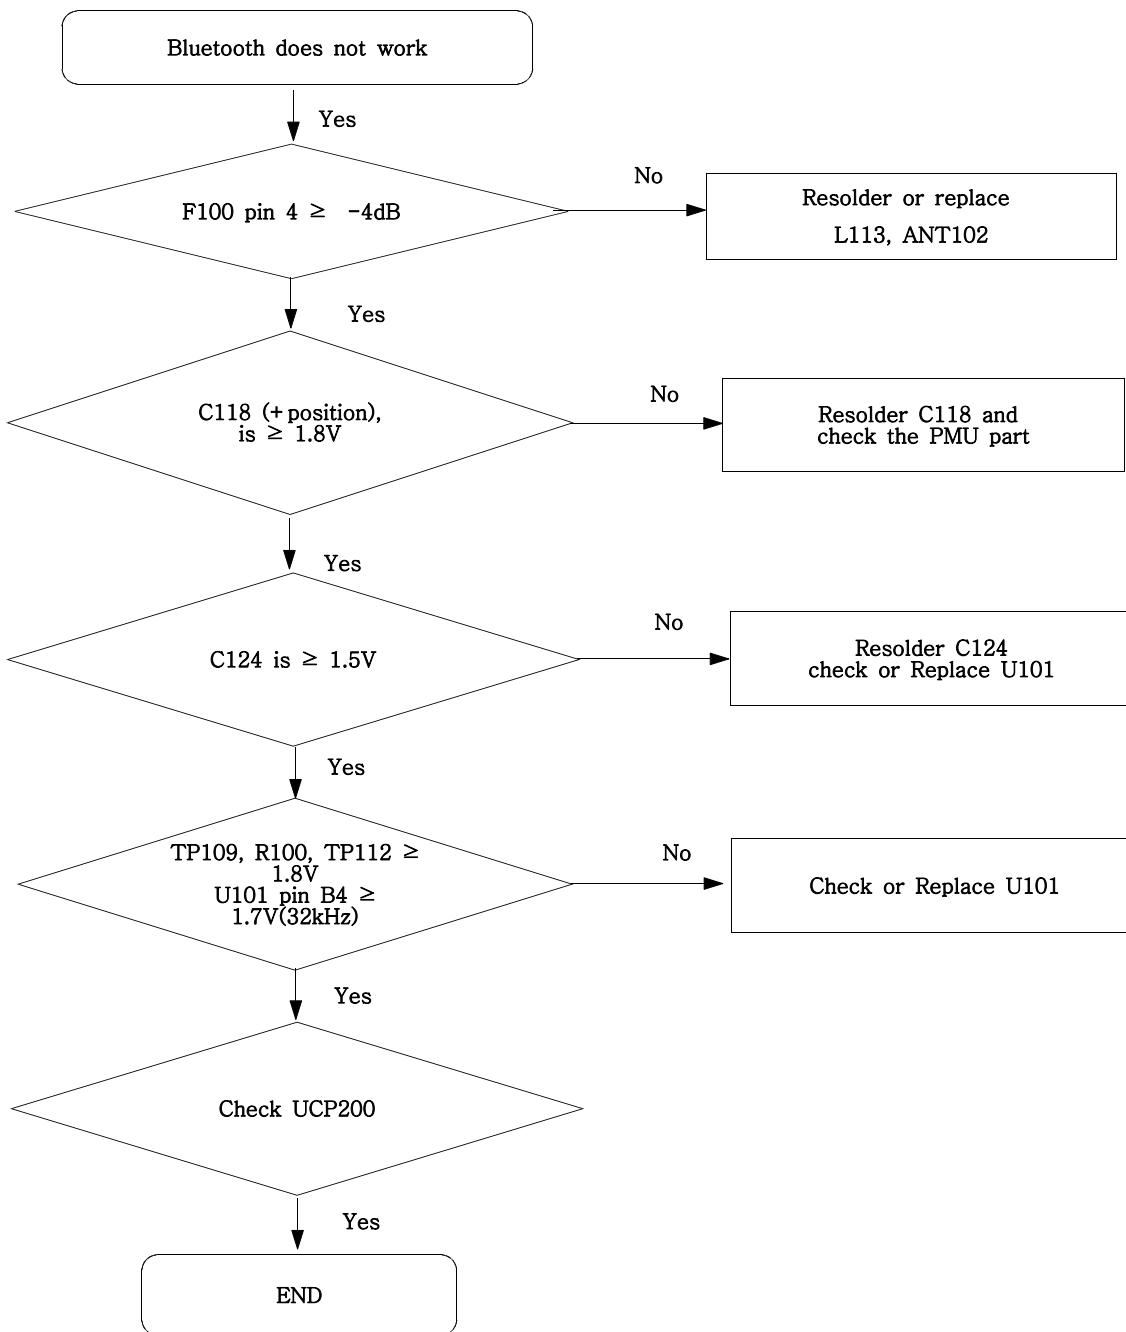 Bluetooth does not work
Yes
F100 pin 4 ≥ -4dB
No
Resolder or replace
L113, ANT102
Yes
C118 (+position),
is ≥ 1.8V
No
Resolder C118 and
check the PMU part
Yes
C124 is ≥ 1.5V
No
Resolder C124
check or Replace U101
Yes
TP109, R100, TP112 ≥
1.8V
U101 pin B4 ≥
1.7V(32kHz)
No
Check or Replace U101
Yes
Check UCP200
Yes
END